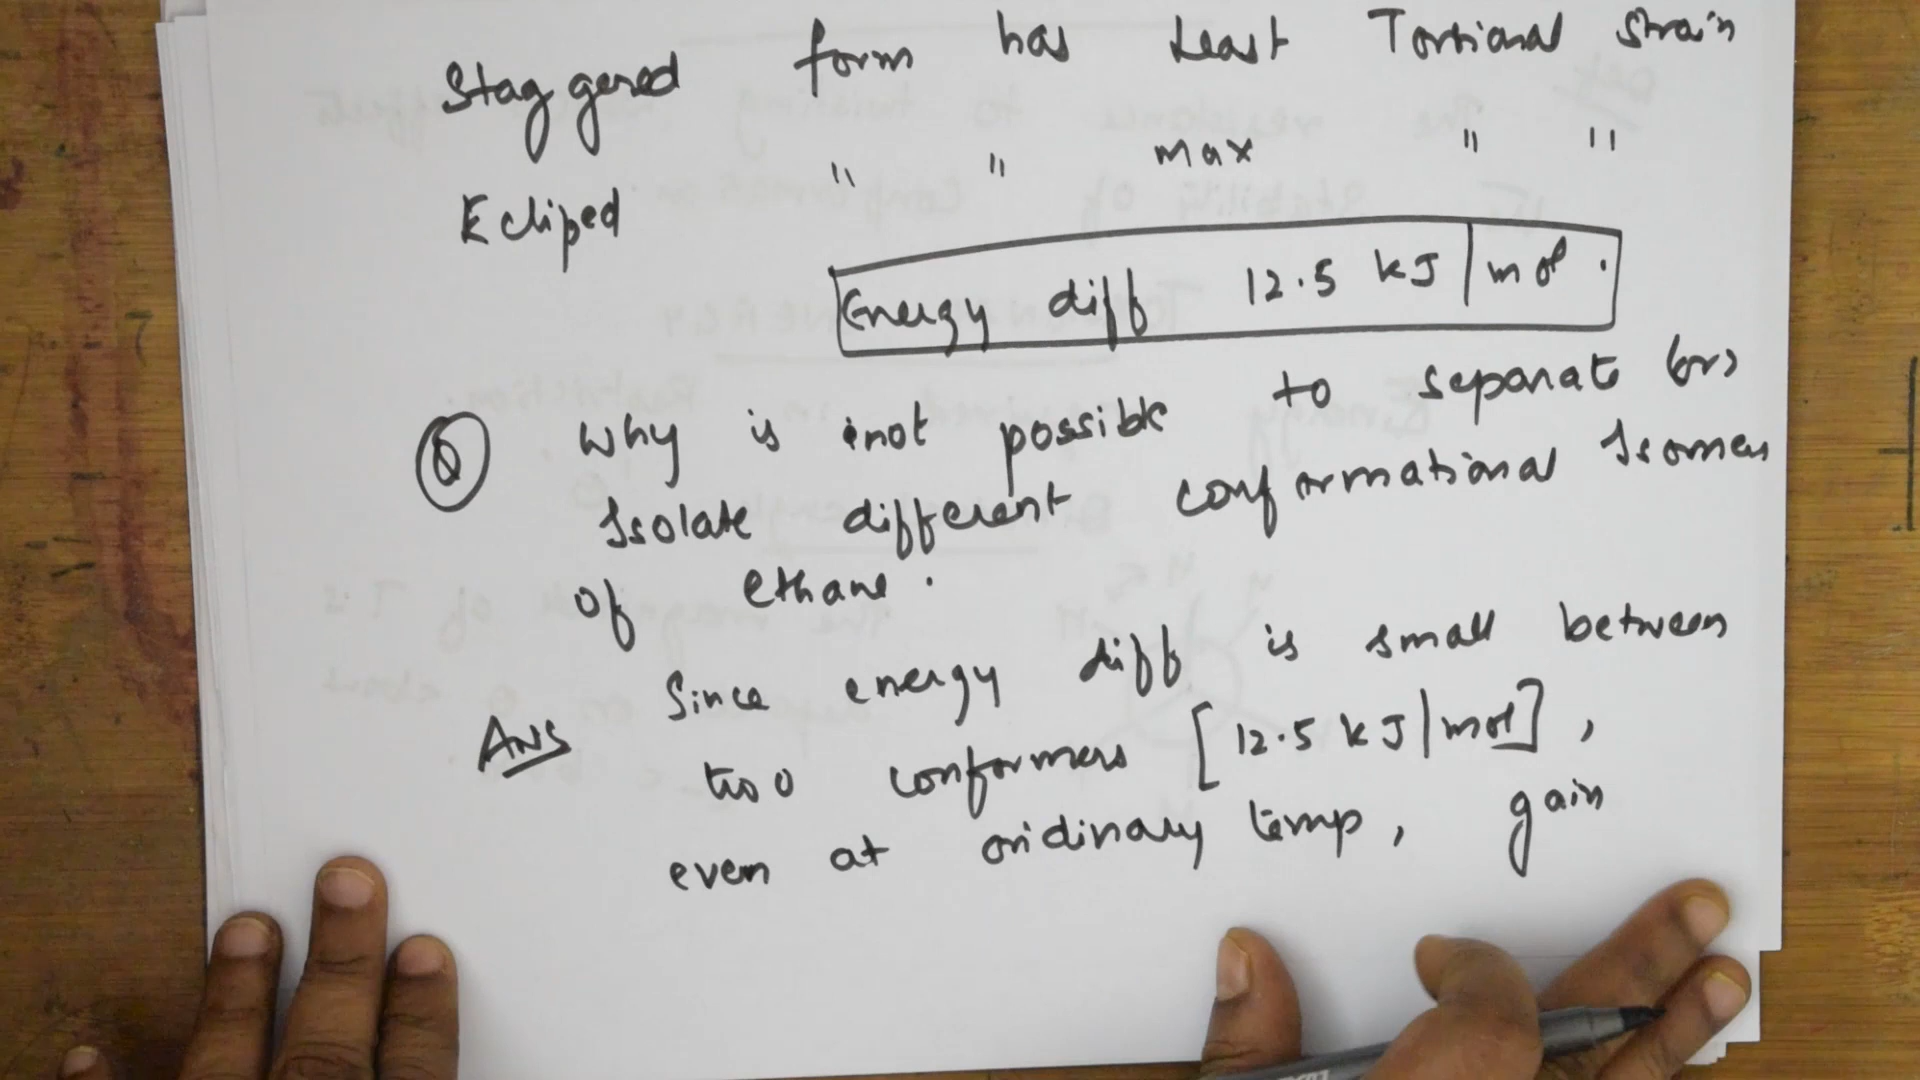 Staggered form has least Tortional strain
Ecliped " " max " "
Energy diff 12.5 kJ/mol.
Q Why is not possible to separate (or)
Isolate different conformational Isomers
of ethane.
Ans Since energy diff is small between
two conformers [12.5 kJ/mol],
even at ordinary temp, gain